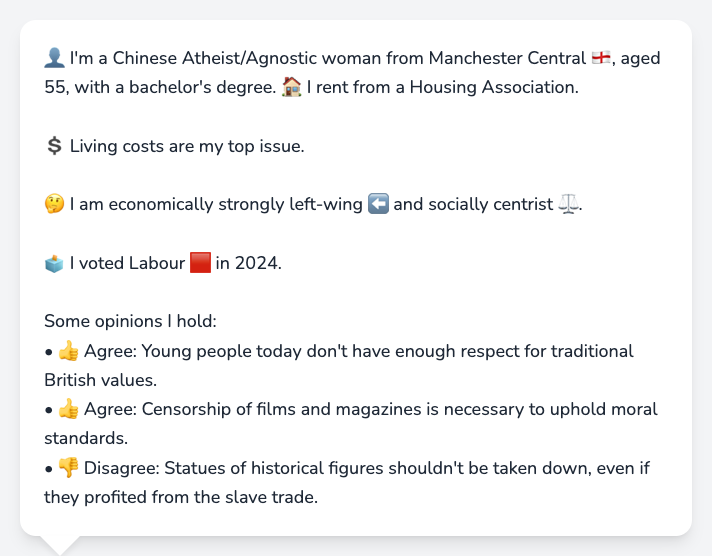 👤 I'm a Chinese Atheist/Agnostic woman from Manchester Central 🏴󠁧󠁢󠁥󠁮󠁧󠁿, aged
55, with a bachelor's degree. 🏠 I rent from a Housing Association.
💲 Living costs are my top issue.
🤔 I am economically strongly left-wing ⬅️ and socially centrist ⚖️.
🗳️ I voted Labour 🟥 in 2024.
Some opinions I hold:
• 👍 Agree: Young people today don't have enough respect for traditional
British values.
• 👍 Agree: Censorship of films and magazines is necessary to uphold moral
standards.
• 👎 Disagree: Statues of historical figures shouldn't be taken down, even if
they profited from the slave trade.